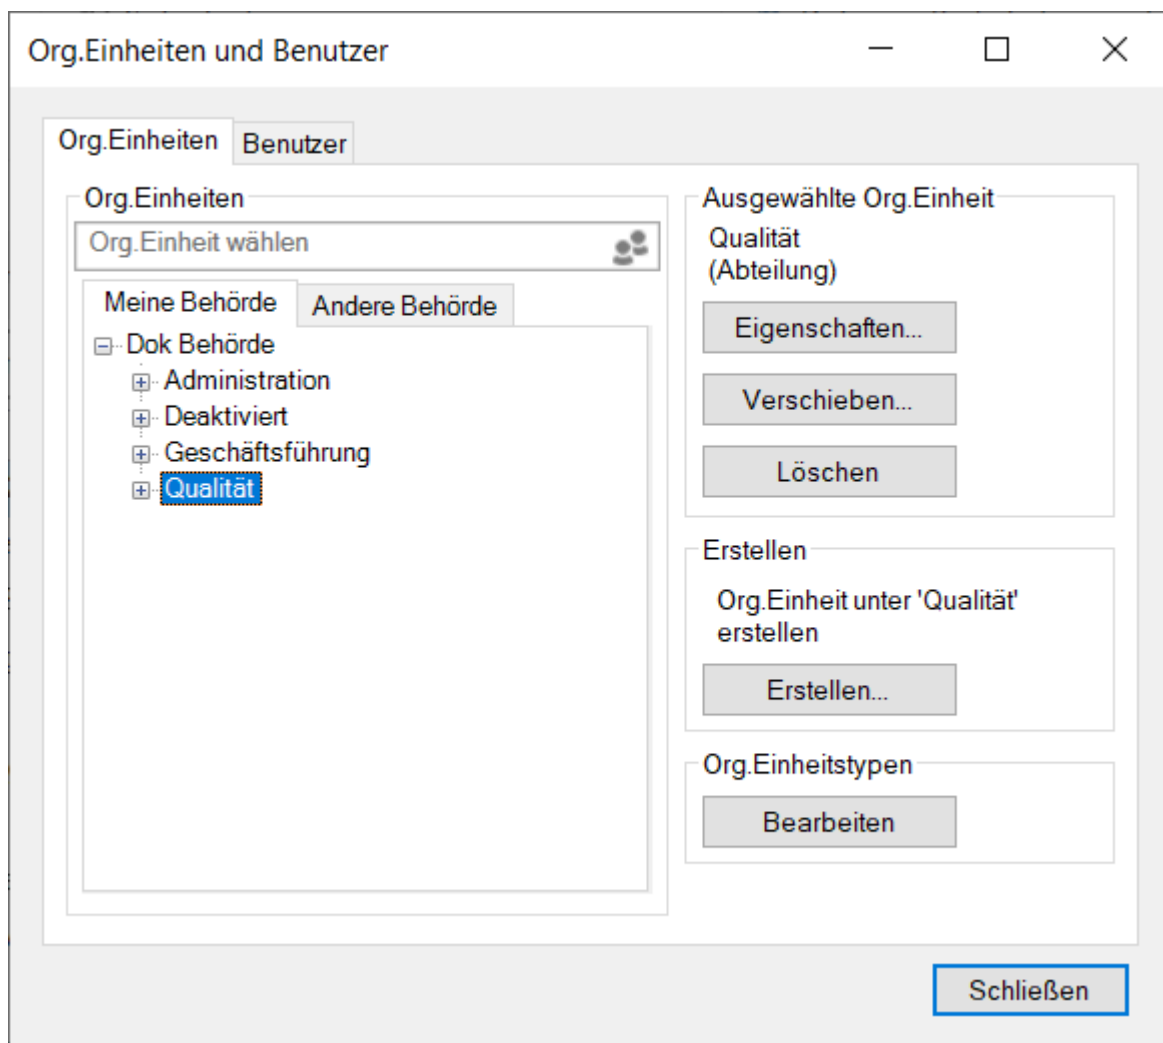 Org.Einheiten und Benutzer
Org.Einheiten
Benutzer
Org.Einheiten
Org.Einheit wählen
Meine Behörde
Andere Behörde
Dok Behörde
Administration
Deaktiviert
Geschäftsführung
Qualität
Ausgewählte Org.Einheit
Qualität
(Abteilung)
Eigenschaften...
Verschieben...
Löschen
Erstellen
Org.Einheit unter 'Qualität'
erstellen
Erstellen...
Org.Einheitstypen
Bearbeiten
Schließen